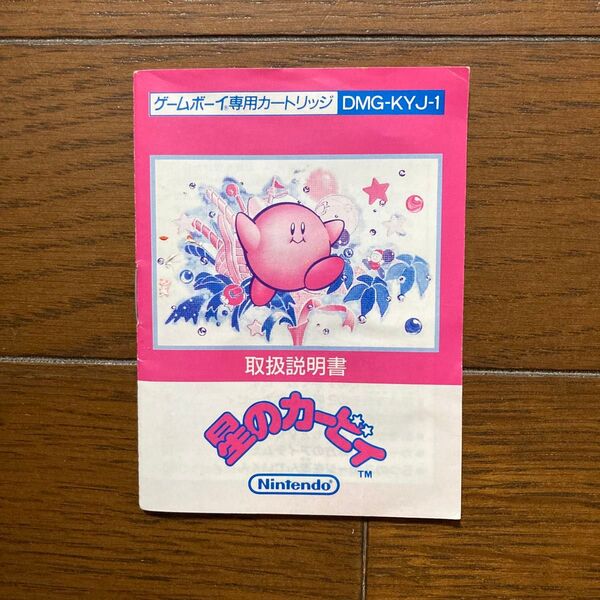 ゲームボーイ®専用カートリッジ DMG-KYJ-1
取扱説明書
星のカービィ
TM
Nintendo®